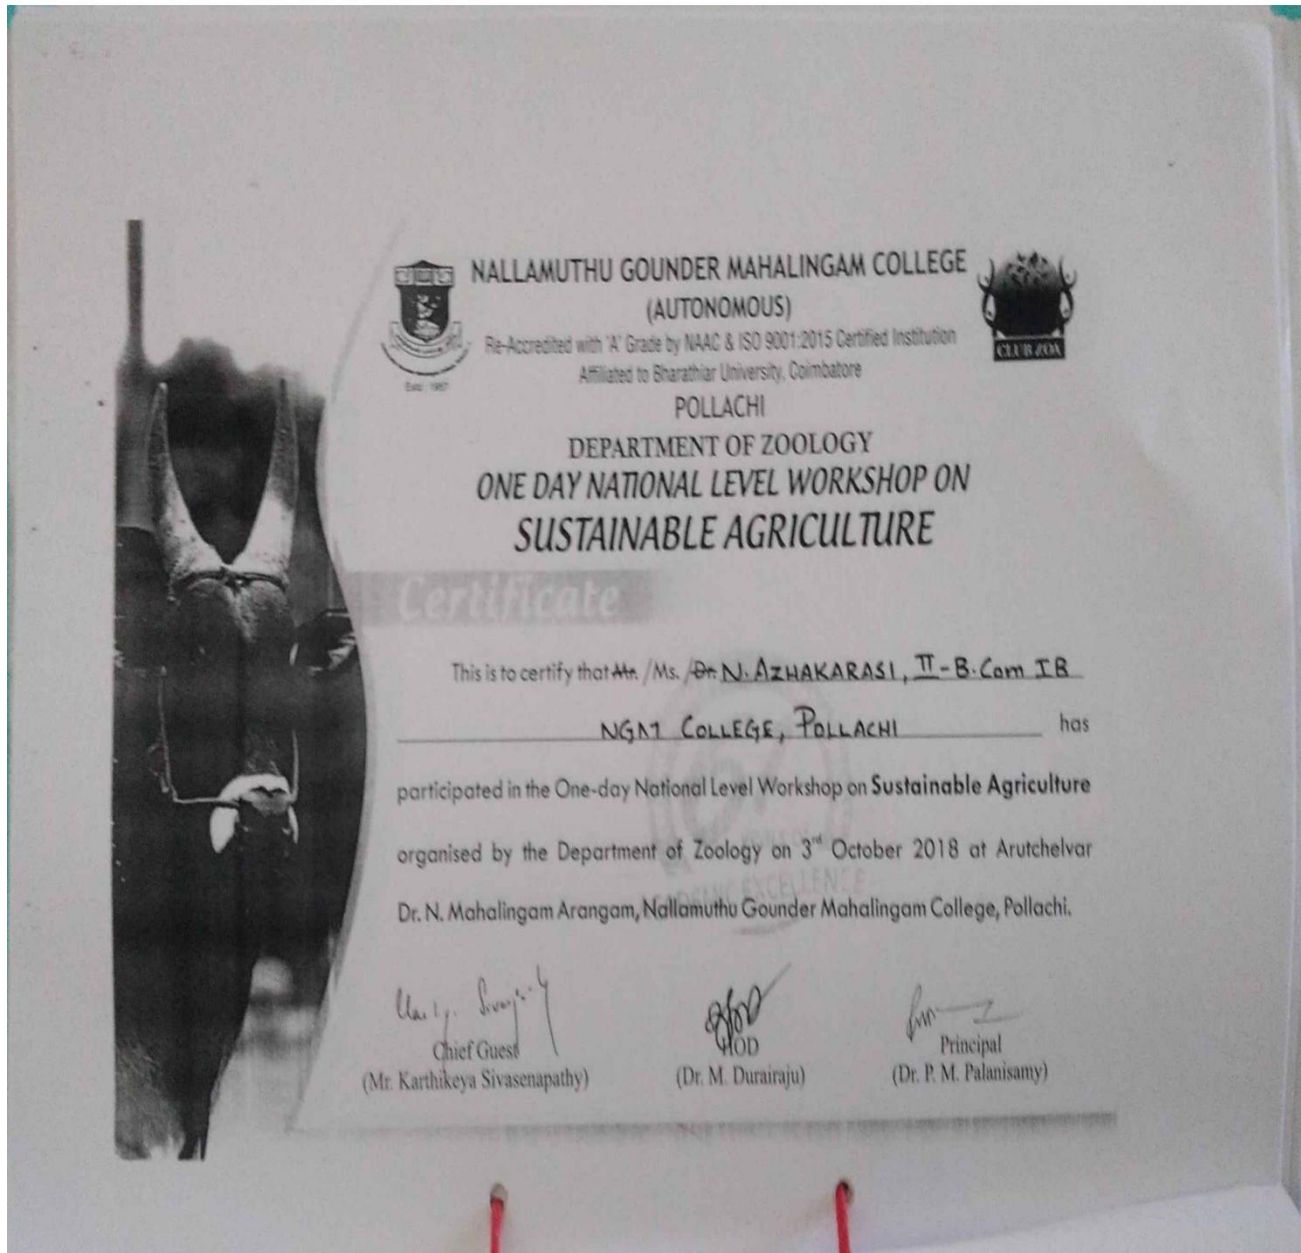 NALLAMUTHU GOUNDER MAHALINGAM COLLEGE
(AUTONOMOUS)
Re-Accredited with 'A' Grade by NAAC & ISO 9001:2015 Certified Institution
Affiliated to Bharathiar University, Coimbatore
Estd : 1957
CLUB ZOA
POLLACHI
DEPARTMENT OF ZOOLOGY
ONE DAY NATIONAL LEVEL WORKSHOP ON
SUSTAINABLE AGRICULTURE
Certificate
This is to certify that Mr. /Ms. /Dr. N. AZHAKARASI, II - B.Com IB
NGM COLLEGE, POLLACHI has
participated in the One-day National Level Workshop on Sustainable Agriculture
organised by the Department of Zoology on 3rd October 2018 at Arutchelvar
EXCELLENCE
Dr. N. Mahalingam Arangam, Nallamuthu Gounder Mahalingam College, Pollachi.
Chief Guest HOD Principal
(Mr. Karthikeya Sivasenapathy) (Dr. M. Durairaju) (Dr. P. M. Palanisamy)